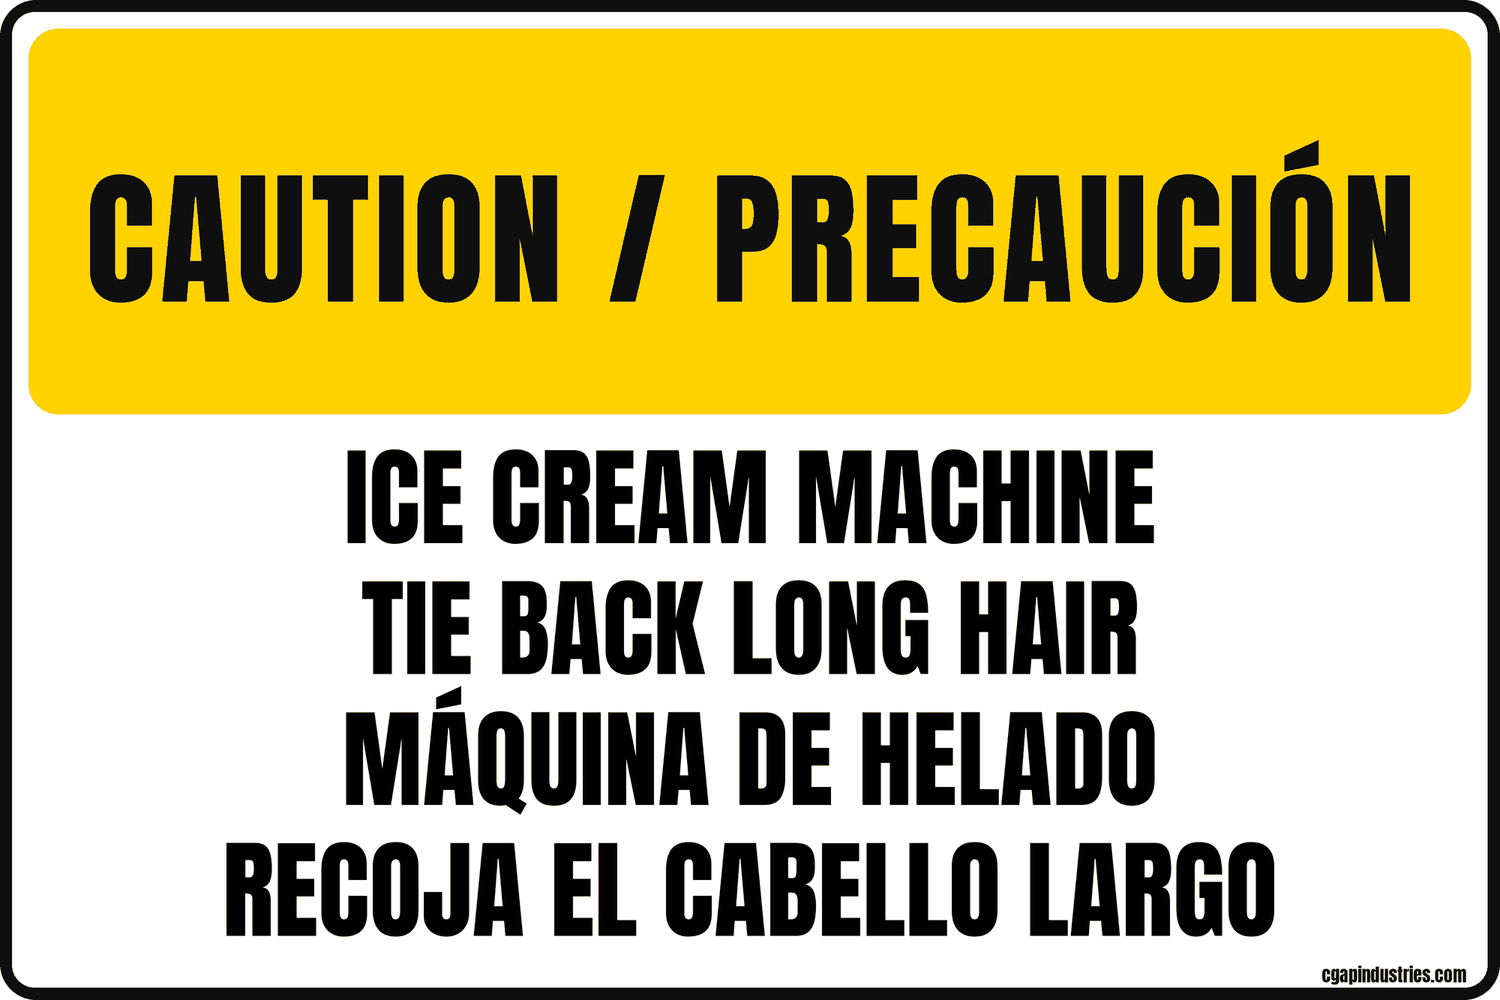 CAUTION / PRECAUCIÓN
ICE CREAM MACHINE
TIE BACK LONG HAIR
MÁQUINA DE HELADO
RECOJA EL CABELLO LARGO
cgapindustries.com